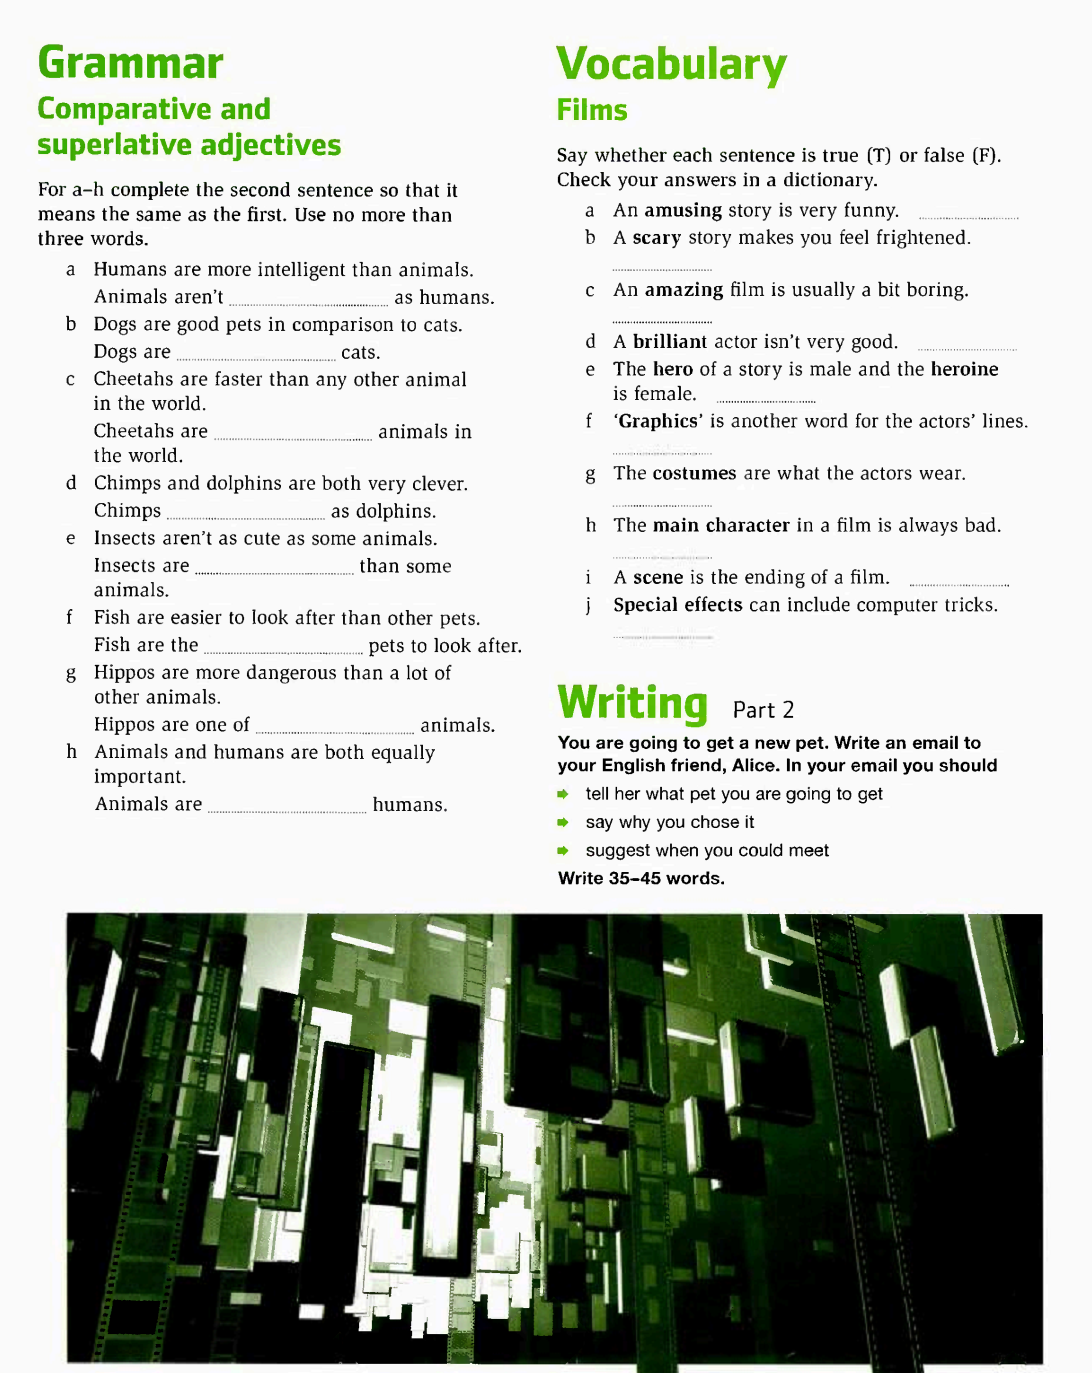 Grammar
Comparative and
superlative adjectives
For a–h complete the second sentence so that it
means the same as the first. Use no more than
three words.
a Humans are more intelligent than animals.
Animals aren't ........................ as humans.
b Dogs are good pets in comparison to cats.
Dogs are ........................ cats.
c Cheetahs are faster than any other animal
in the world.
Cheetahs are ........................ animals in
the world.
d Chimps and dolphins are both very clever.
Chimps ........................ as dolphins.
e Insects aren't as cute as some animals.
Insects are ........................ than some
animals.
f Fish are easier to look after than other pets.
Fish are the ........................ pets to look after.
g Hippos are more dangerous than a lot of
other animals.
Hippos are one of ........................ animals.
h Animals and humans are both equally
important.
Animals are ........................ humans.
Vocabulary
Films
Say whether each sentence is true (T) or false (F).
Check your answers in a dictionary.
a An amusing story is very funny. ................
b A scary story makes you feel frightened.
................
c An amazing film is usually a bit boring.
................
d A brilliant actor isn't very good. ................
e The hero of a story is male and the heroine
is female. ................
f 'Graphics' is another word for the actors' lines.
................
g The costumes are what the actors wear.
................
h The main character in a film is always bad.
................
i A scene is the ending of a film. ................
j Special effects can include computer tricks.
................
Writing Part 2
You are going to get a new pet. Write an email to
your English friend, Alice. In your email you should
tell her what pet you are going to get
say why you chose it
suggest when you could meet
Write 35–45 words.